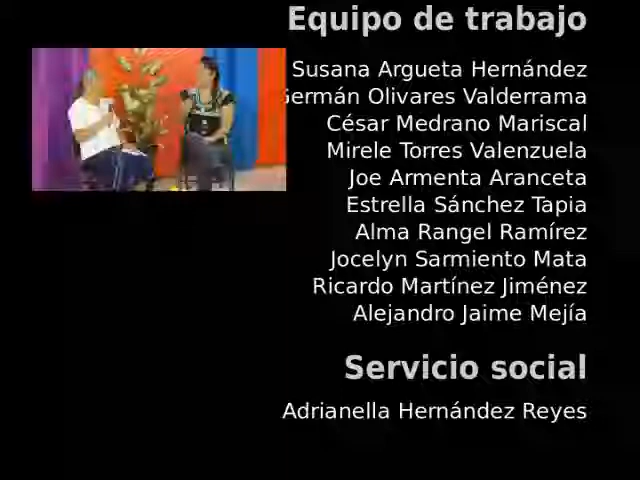 Equipo de trabajo
Susana Argueta Hernández
Germán Olivares Valderrama
César Medrano Mariscal
Mirele Torres Valenzuela
Joe Armenta Aranceta
Estrella Sánchez Tapia
Alma Rangel Ramírez
Jocelyn Sarmiento Mata
Ricardo Martínez Jiménez
Alejandro Jaime Mejía
Servicio social
Adrianella Hernández Reyes